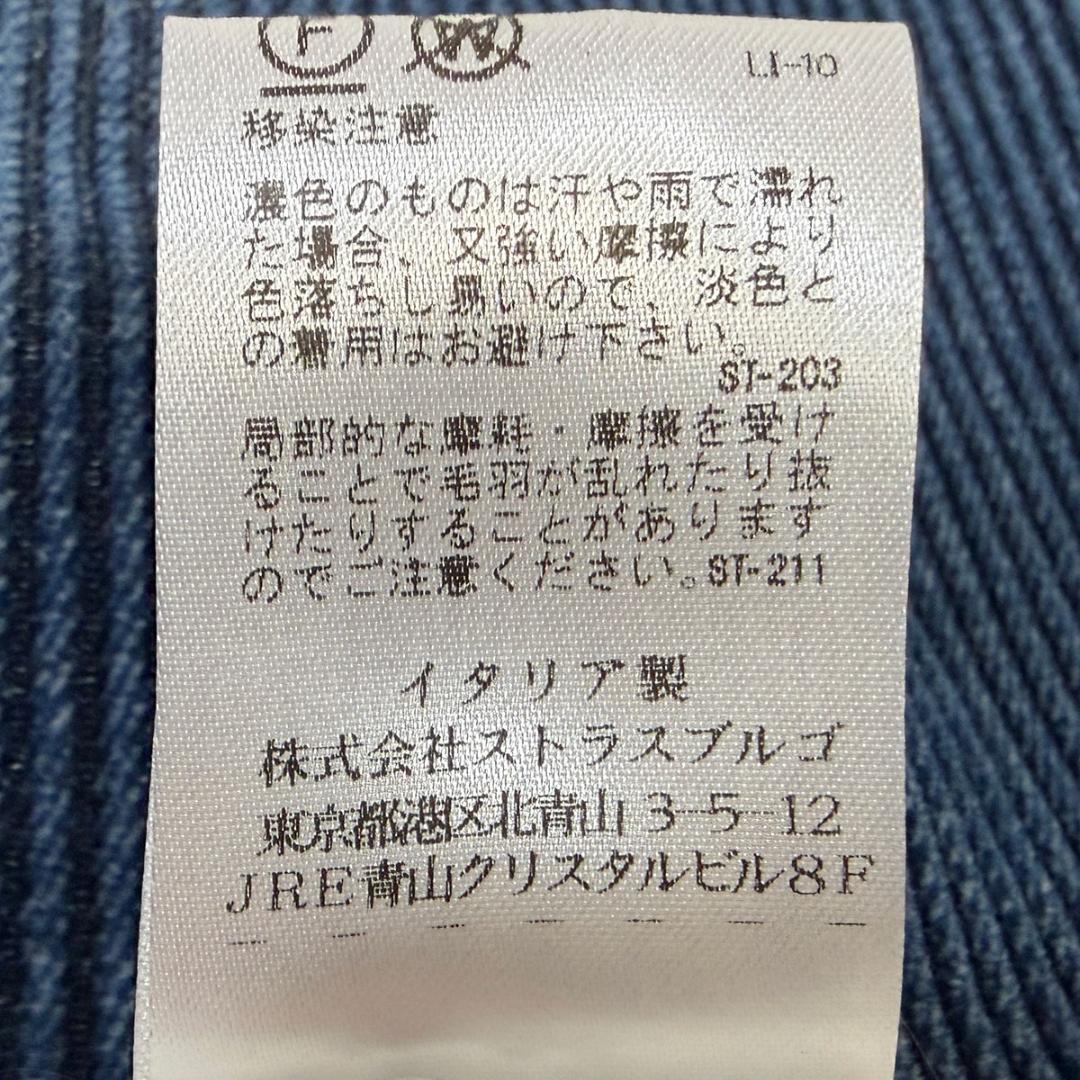 F W LI-10
移染注意
濃色のものは汗や雨で濡れ
た場合、又強い摩擦により
色落ちし易いので、淡色と
の着用はお避け下さい。
ST-203
局部的な摩耗・摩擦を受け
ることで毛羽が乱れたり抜
けたりすることがあります
のでご注意ください。ST-211
イタリア製
株式会社ストラスブルゴ
東京都港区北青山3-5-12
JRE青山クリスタルビル8F